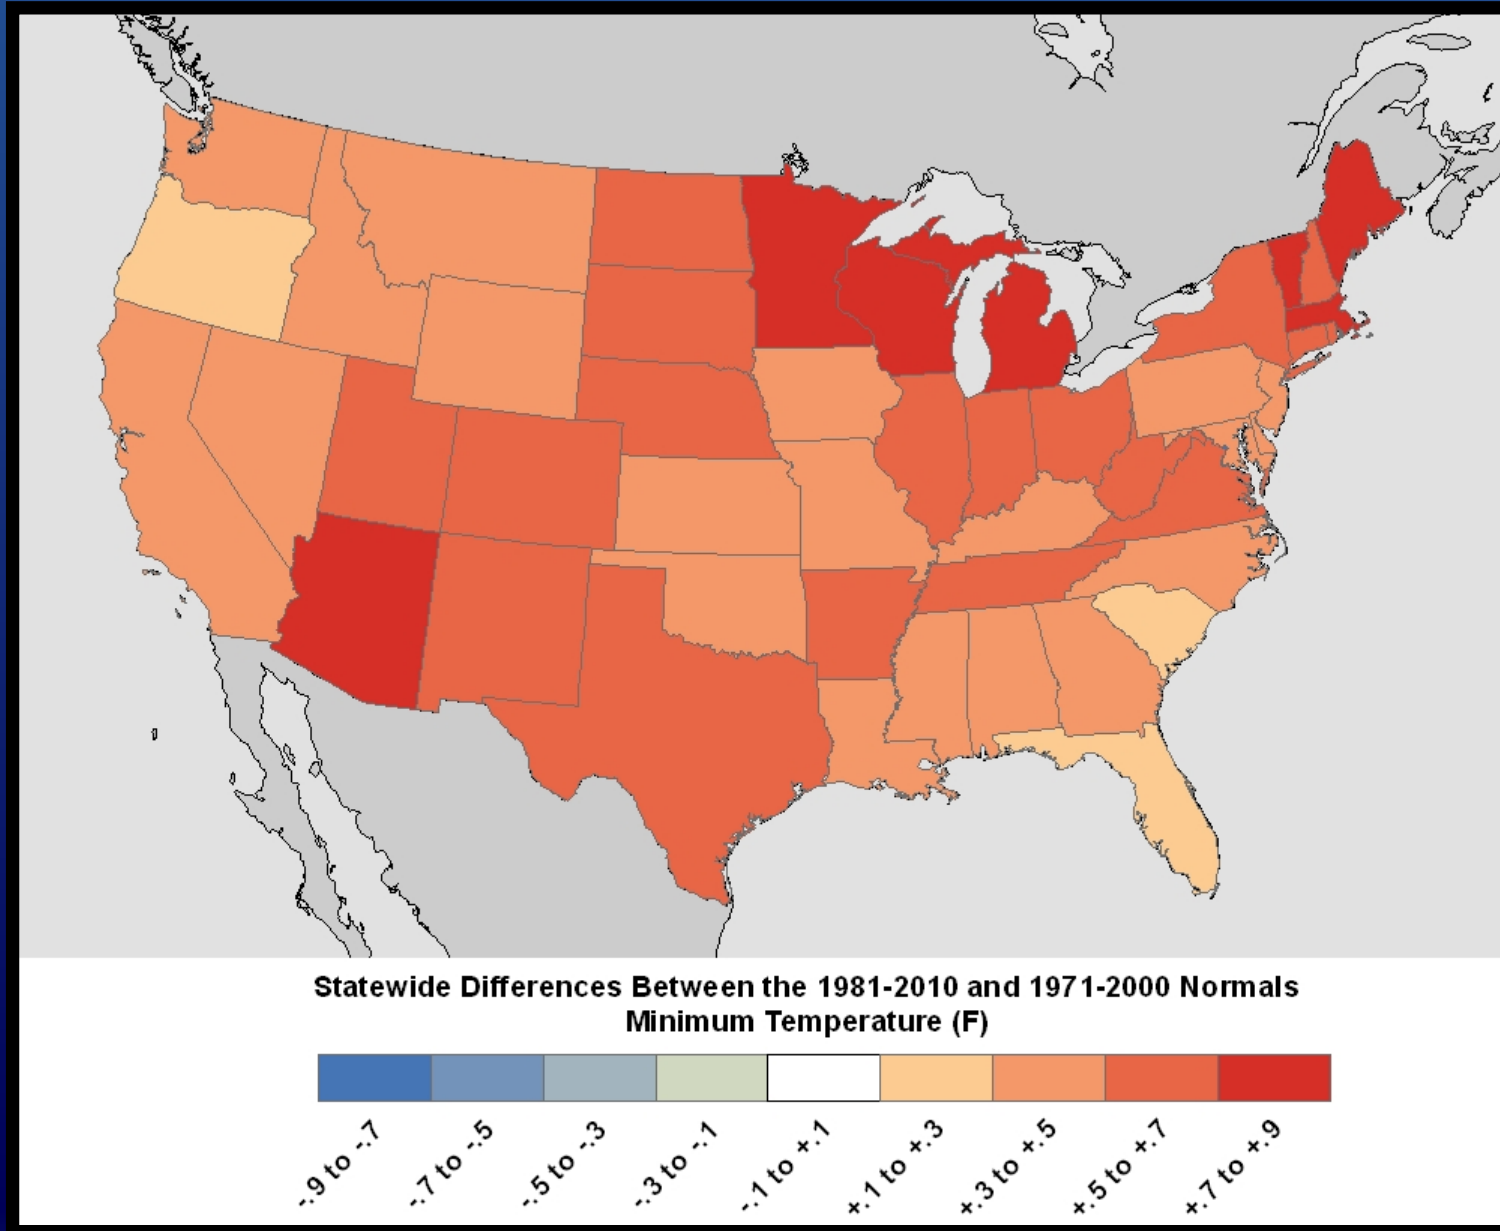 Statewide Differences Between the 1981-2010 and 1971-2000 Normals
Minimum Temperature (F)
-.9 to -.7
-.7 to -.5
-.5 to -.3
-.3 to -.1
-.1 to +.1
+.1 to +.3
+.3 to +.5
+.5 to +.7
+.7 to +.9